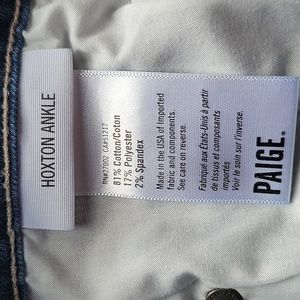 HOXTON ANKLE
81% Cotton/Coton
17% Polyester
2% Spandex
Made in the USA of Imported
fabric and components.
See care on reverse.
Fabriqué aux États-Unis à partir
de tissus et composants
importés
Voir le soin sur l'inverse.
PAIGE